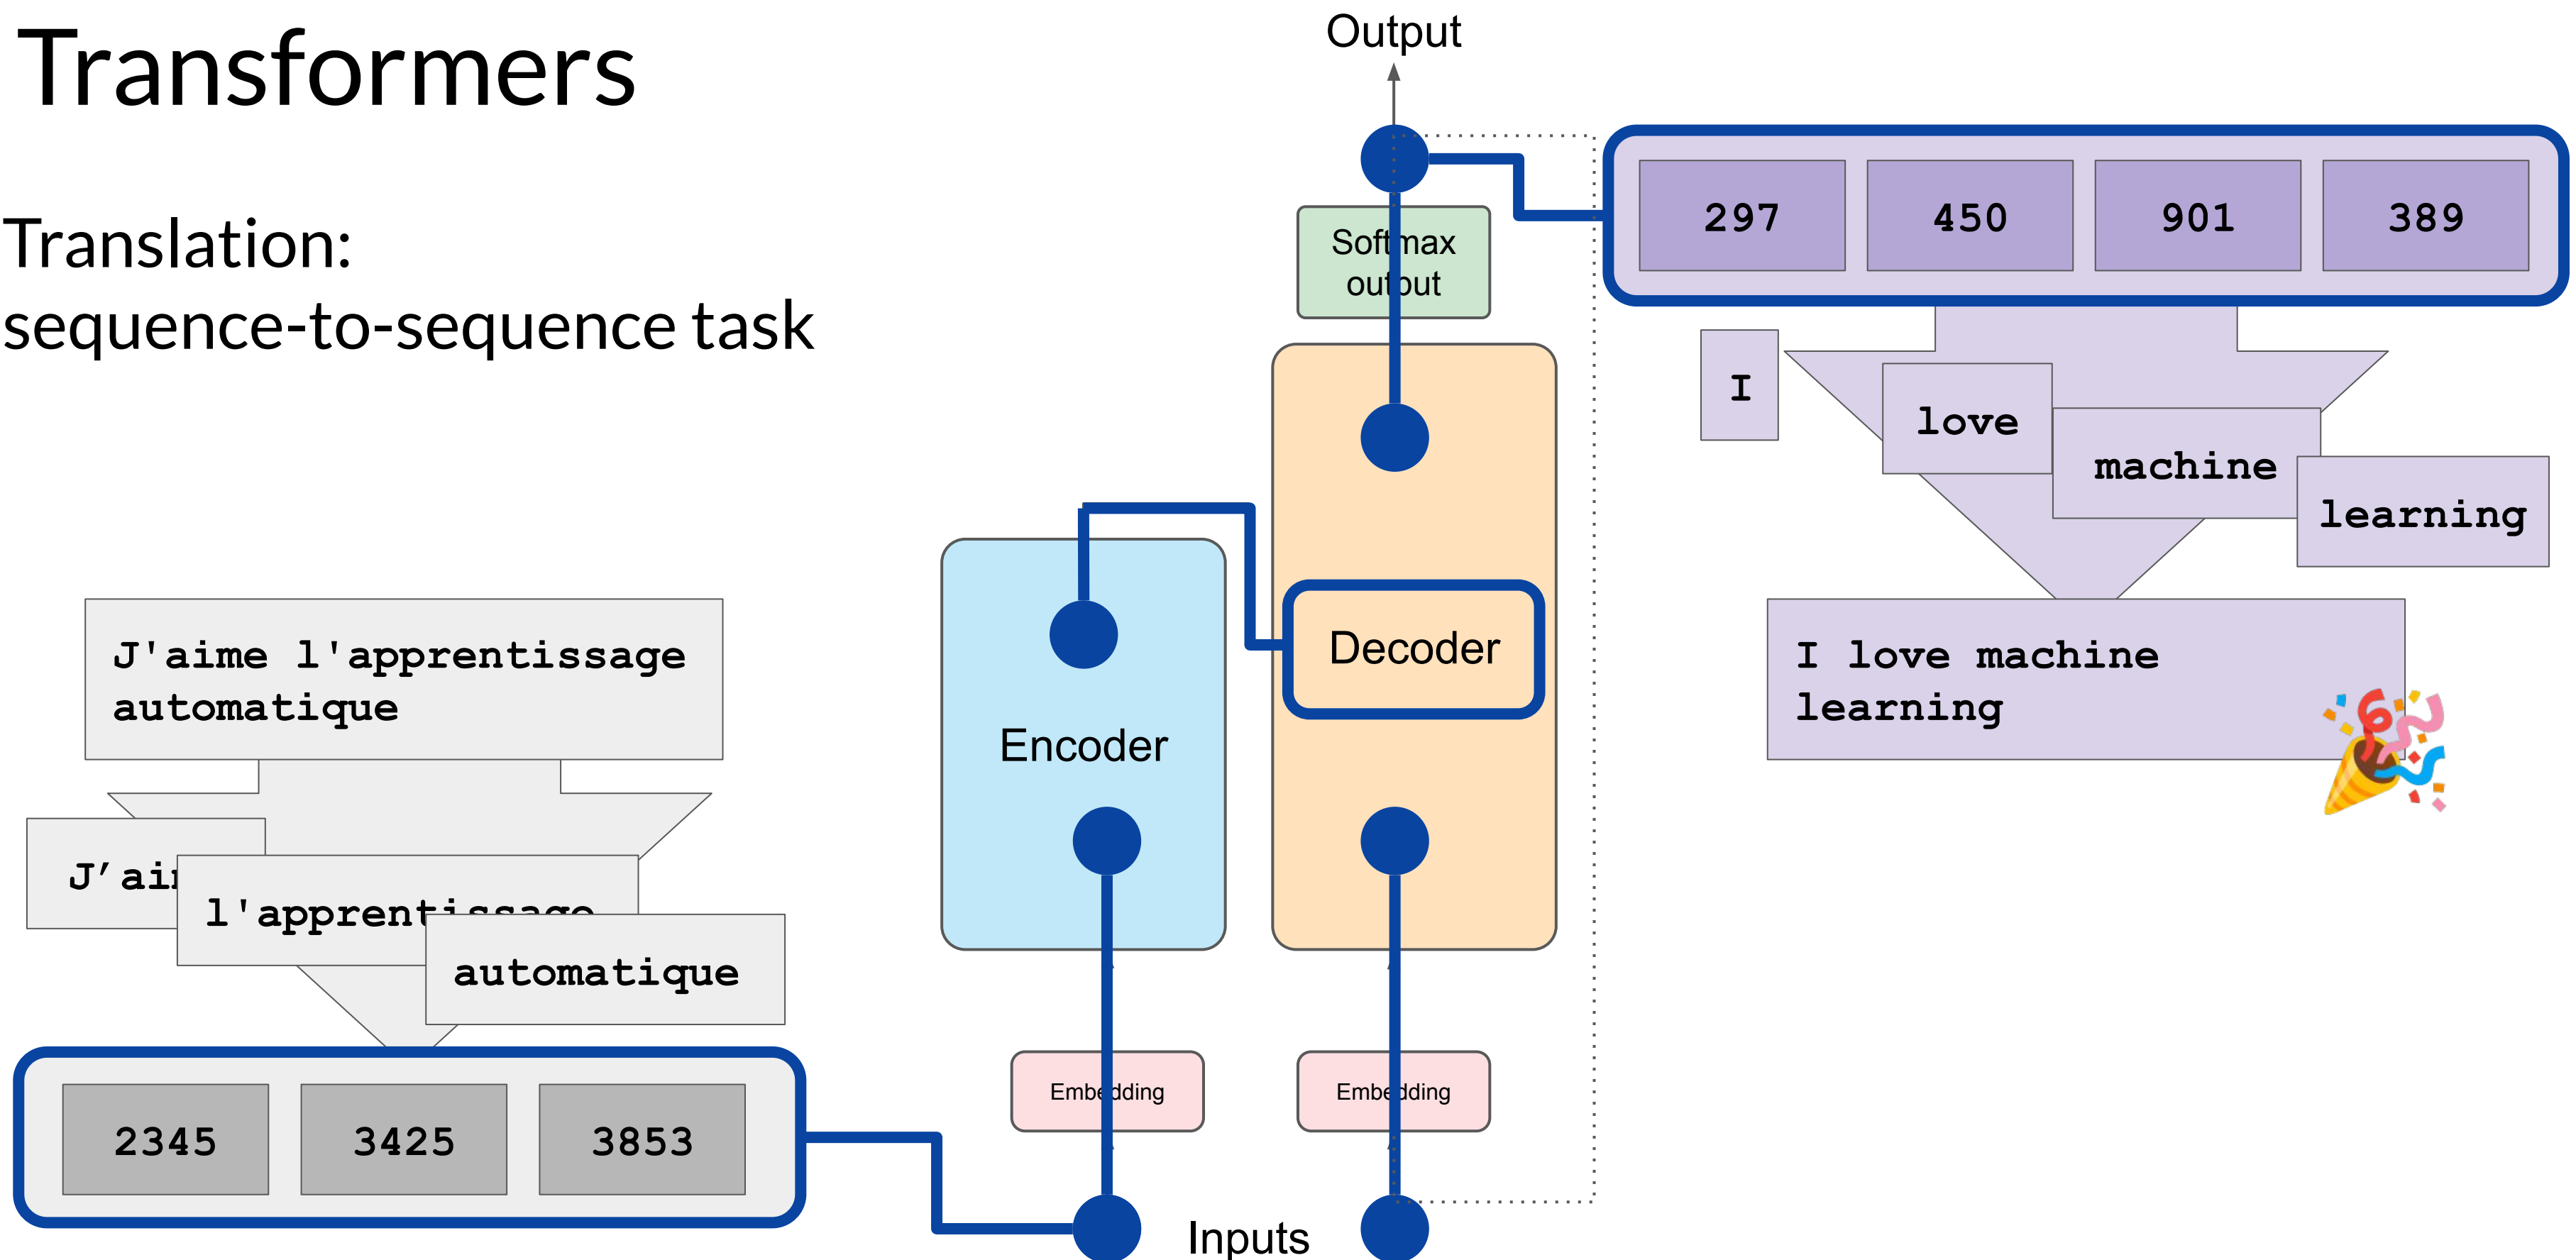 Transformers
Translation:
sequence-to-sequence task
J'aime l'apprentissage
automatique
l'apprentissage
automatique
2345 3425 3853
Encoder
Embedding
Inputs
Output
Softmax
output
Decoder
Embedding
297 450 901 389
I
love
machine
learning
I love machine
learning